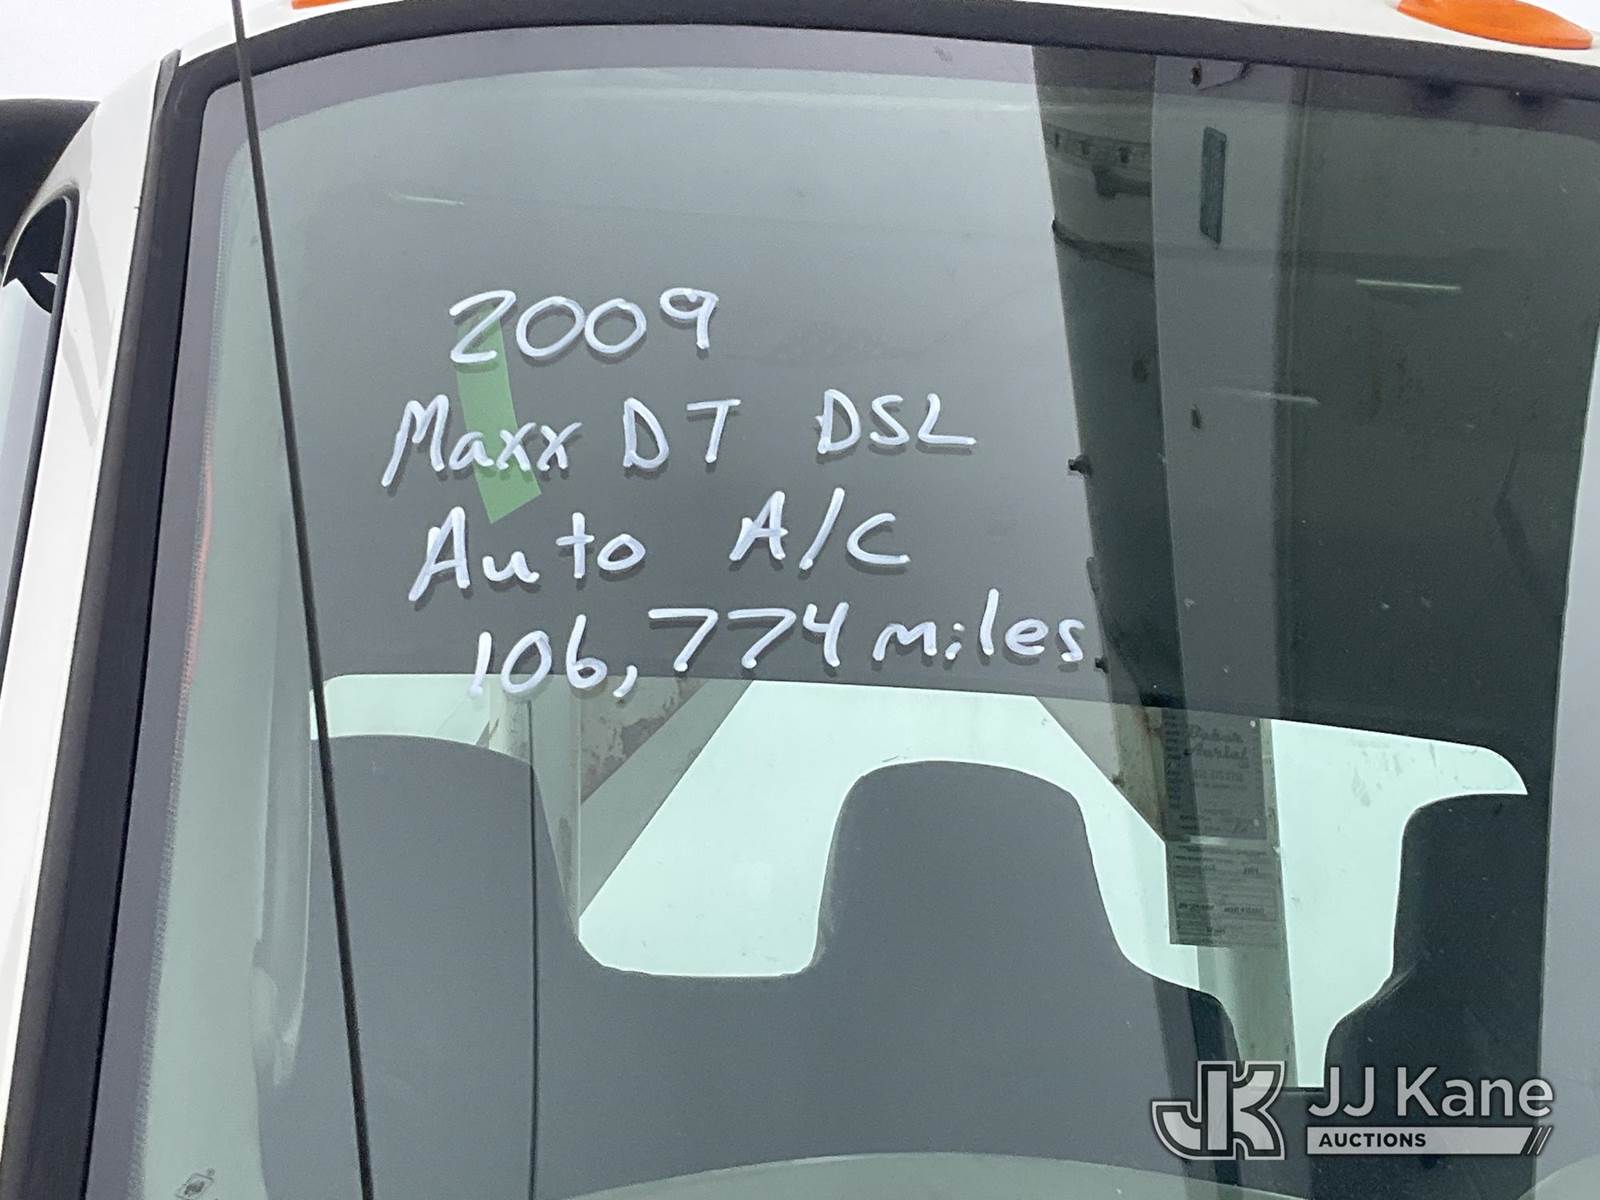 2009
Maxx DT DSL
Auto A/C
106,774 miles
JJ Kane
AUCTIONS